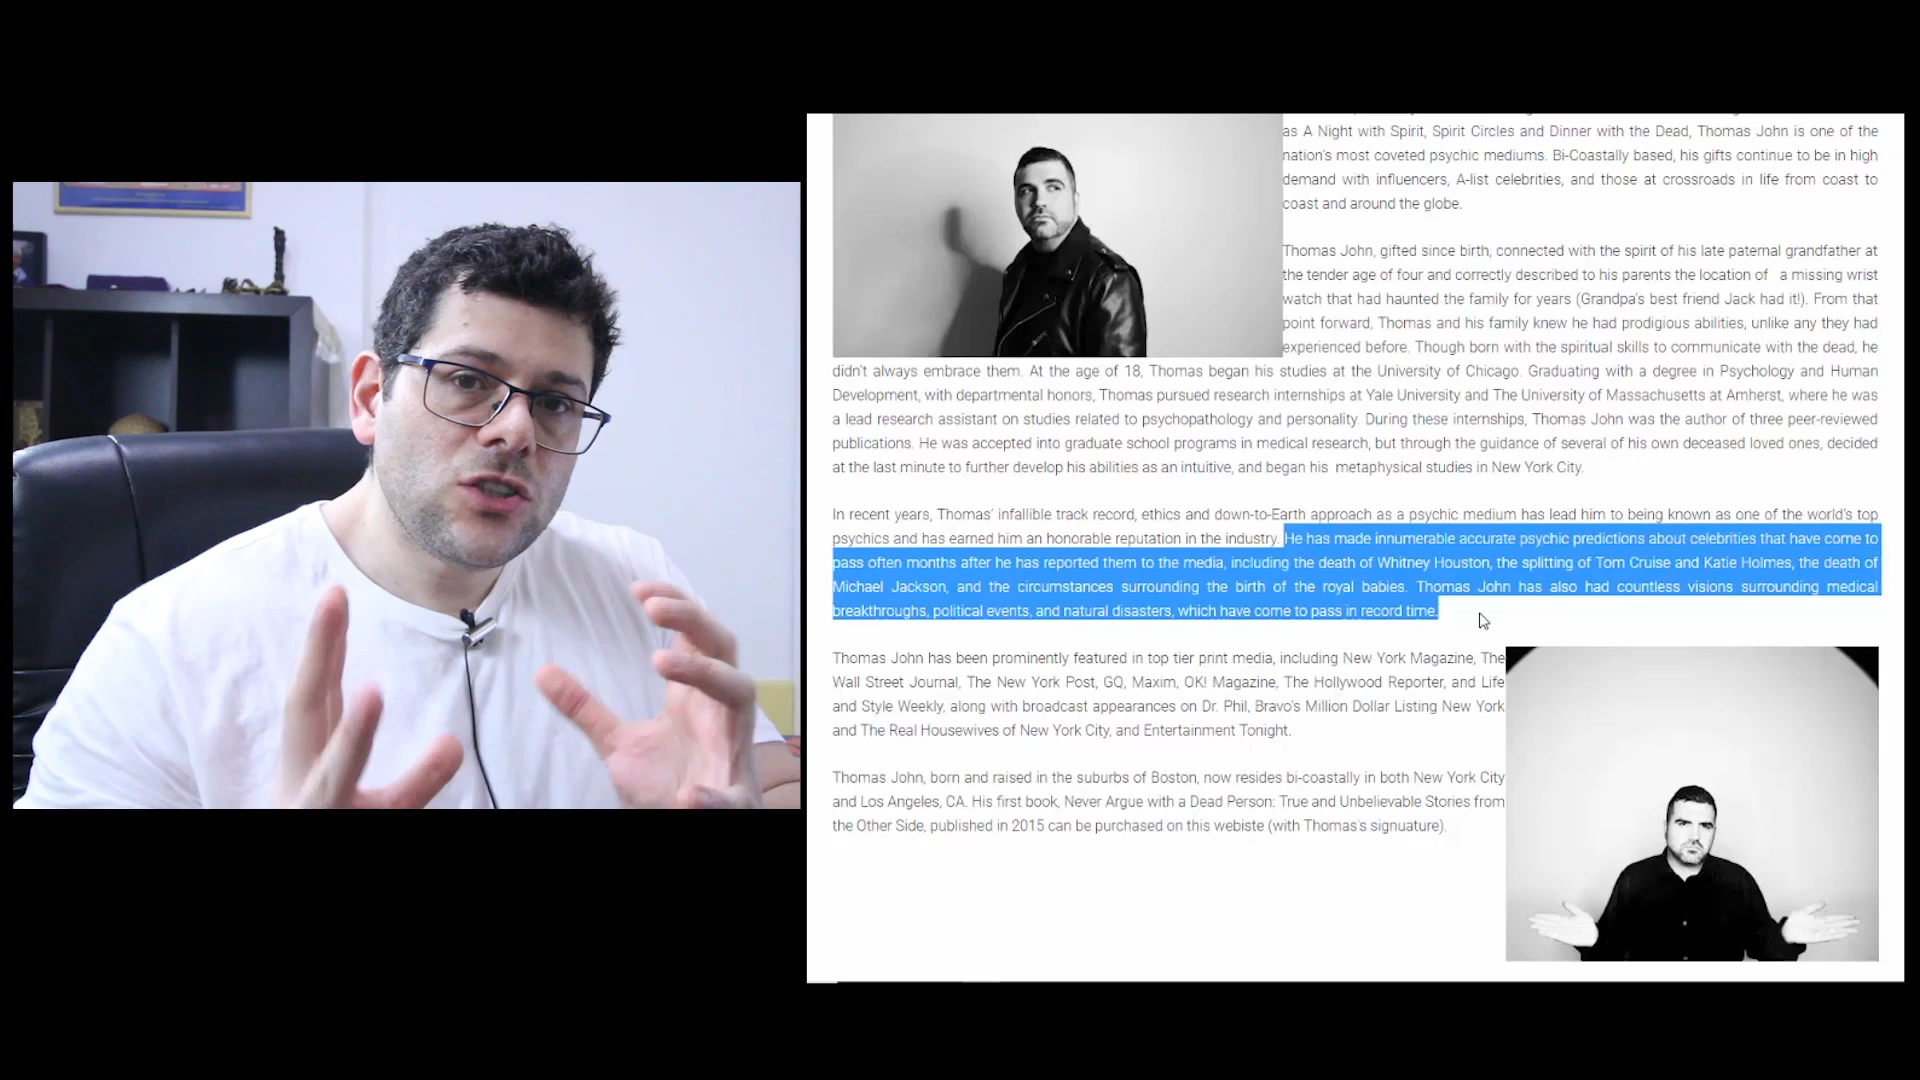 as A Night with Spirit, Spirit Circles and Dinner with the Dead, Thomas John is one of the
nation's most coveted psychic mediums. Bi-Coastally based, his gifts continue to be in high
demand with influencers, A-list celebrities, and those at crossroads in life from coast to
coast and around the globe.
Thomas John, gifted since birth, connected with the spirit of his late paternal grandfather at
the tender age of four and correctly described to his parents the location of a missing wrist
watch that had haunted the family for years (Grandpa's best friend Jack had it!). From that
point forward, Thomas and his family knew he had prodigious abilities, unlike any they had
experienced before. Though born with the spiritual skills to communicate with the dead, he
didn't always embrace them. At the age of 18, Thomas began his studies at the University of Chicago. Graduating with a degree in Psychology and Human
Development, with departmental honors, Thomas pursued research internships at Yale University and The University of Massachusetts at Amherst, where he was
a lead research assistant on studies related to psychopathology and personality. During these internships, Thomas John was the author of three peer-reviewed
publications. He was accepted into graduate school programs in medical research, but through the guidance of several of his own deceased loved ones, decided
at the last minute to further develop his abilities as an intuitive, and began his metaphysical studies in New York City.
In recent years, Thomas' infallible track record, ethics and down-to-Earth approach as a psychic medium has lead him to being known as one of the world's top
psychics and has earned him an honorable reputation in the industry. He has made innumerable accurate psychic predictions about celebrities that have come to
pass often months after he has reported them to the media, including the death of Whitney Houston, the splitting of Tom Cruise and Katie Holmes, the death of
Michael Jackson, and the circumstances surrounding the birth of the royal babies. Thomas John has also had countless visions surrounding medical
breakthroughs, political events, and natural disasters, which have come to pass in record time.
Thomas John has been prominently featured in top tier print media, including New York Magazine, The
Wall Street Journal, The New York Post, GQ, Maxim, OK! Magazine, The Hollywood Reporter, and Life
and Style Weekly, along with broadcast appearances on Dr. Phil, Bravo's Million Dollar Listing New York
and The Real Housewives of New York City, and Entertainment Tonight.
Thomas John, born and raised in the suburbs of Boston, now resides bi-coastally in both New York City
and Los Angeles, CA. His first book, Never Argue with a Dead Person: True and Unbelievable Stories from
the Other Side, published in 2015 can be purchased on this webiste (with Thomas's signuature).